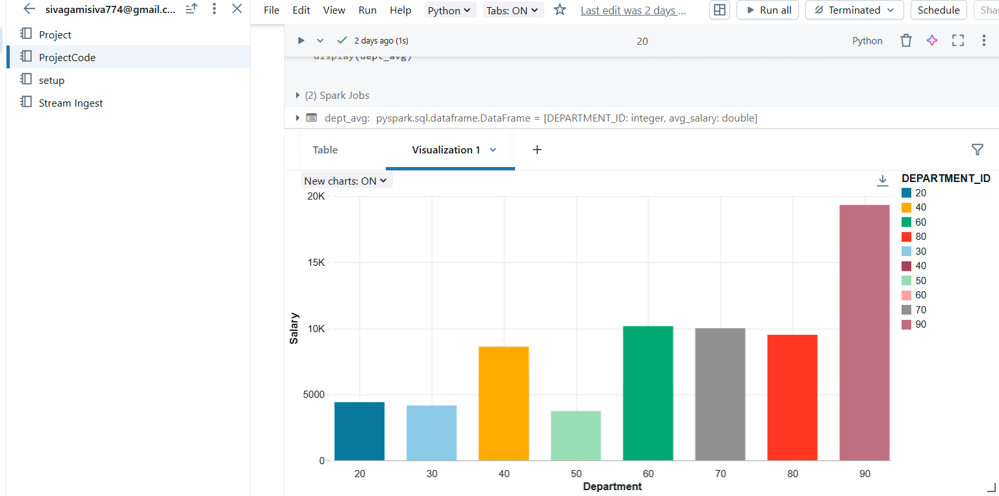 sivagamisiva774@gmail.c...
Project
ProjectCode
setup
Stream Ingest
File Edit View Run Help Python Tabs: ON Last edit was 2 days ... Run all Terminated Schedule Shar
2 days ago (1s) 20 Python
display(dept_avg)
(2) Spark Jobs
dept_avg: pyspark.sql.dataframe.DataFrame = [DEPARTMENT_ID: integer, avg_salary: double]
Table Visualization 1 +
New charts: ON
DEPARTMENT_ID
20
40
60
80
30
40
50
60
70
90
Salary
20K
15K
10K
5000
0
20 30 40 50 60 70 80 90
Department